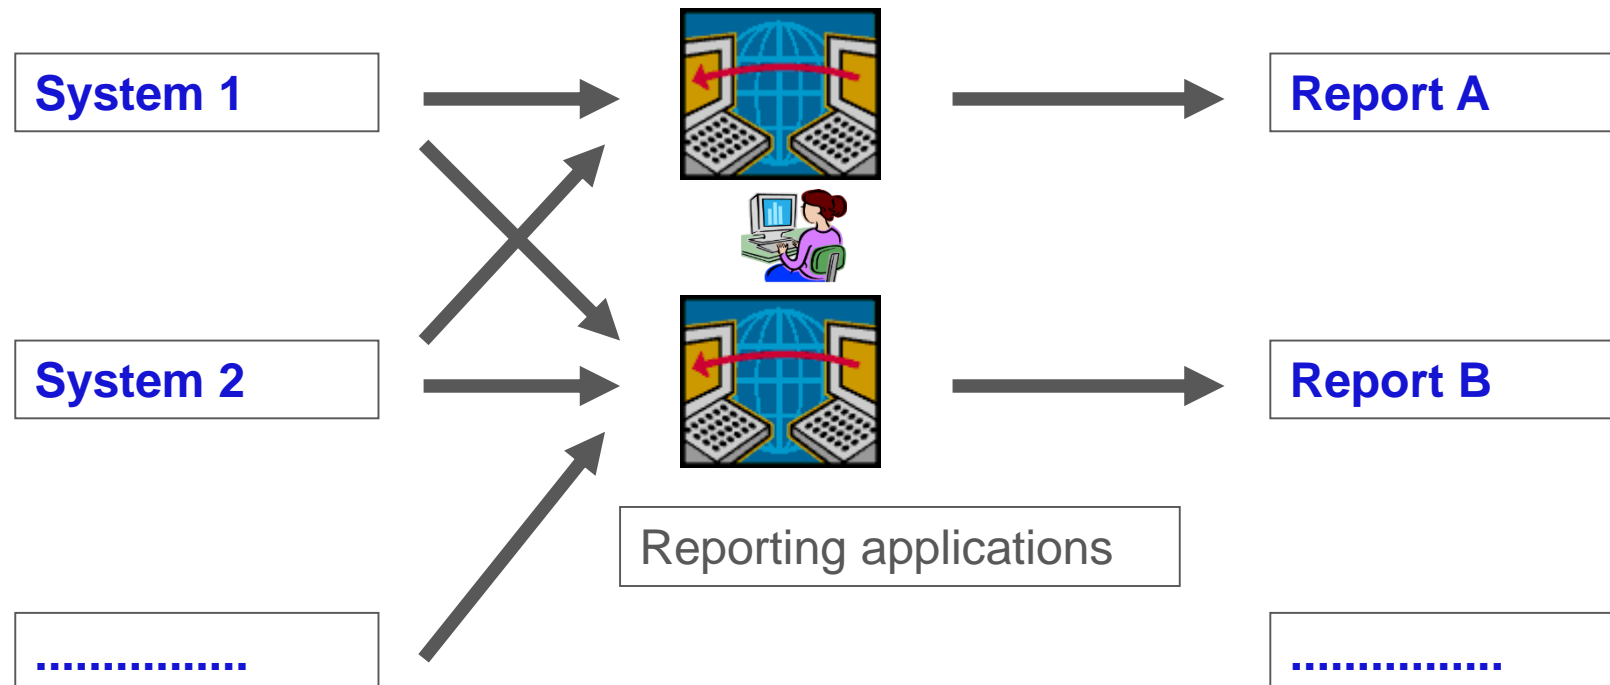 System 1
Report A
System 2
Report B
Reporting applications
................
................